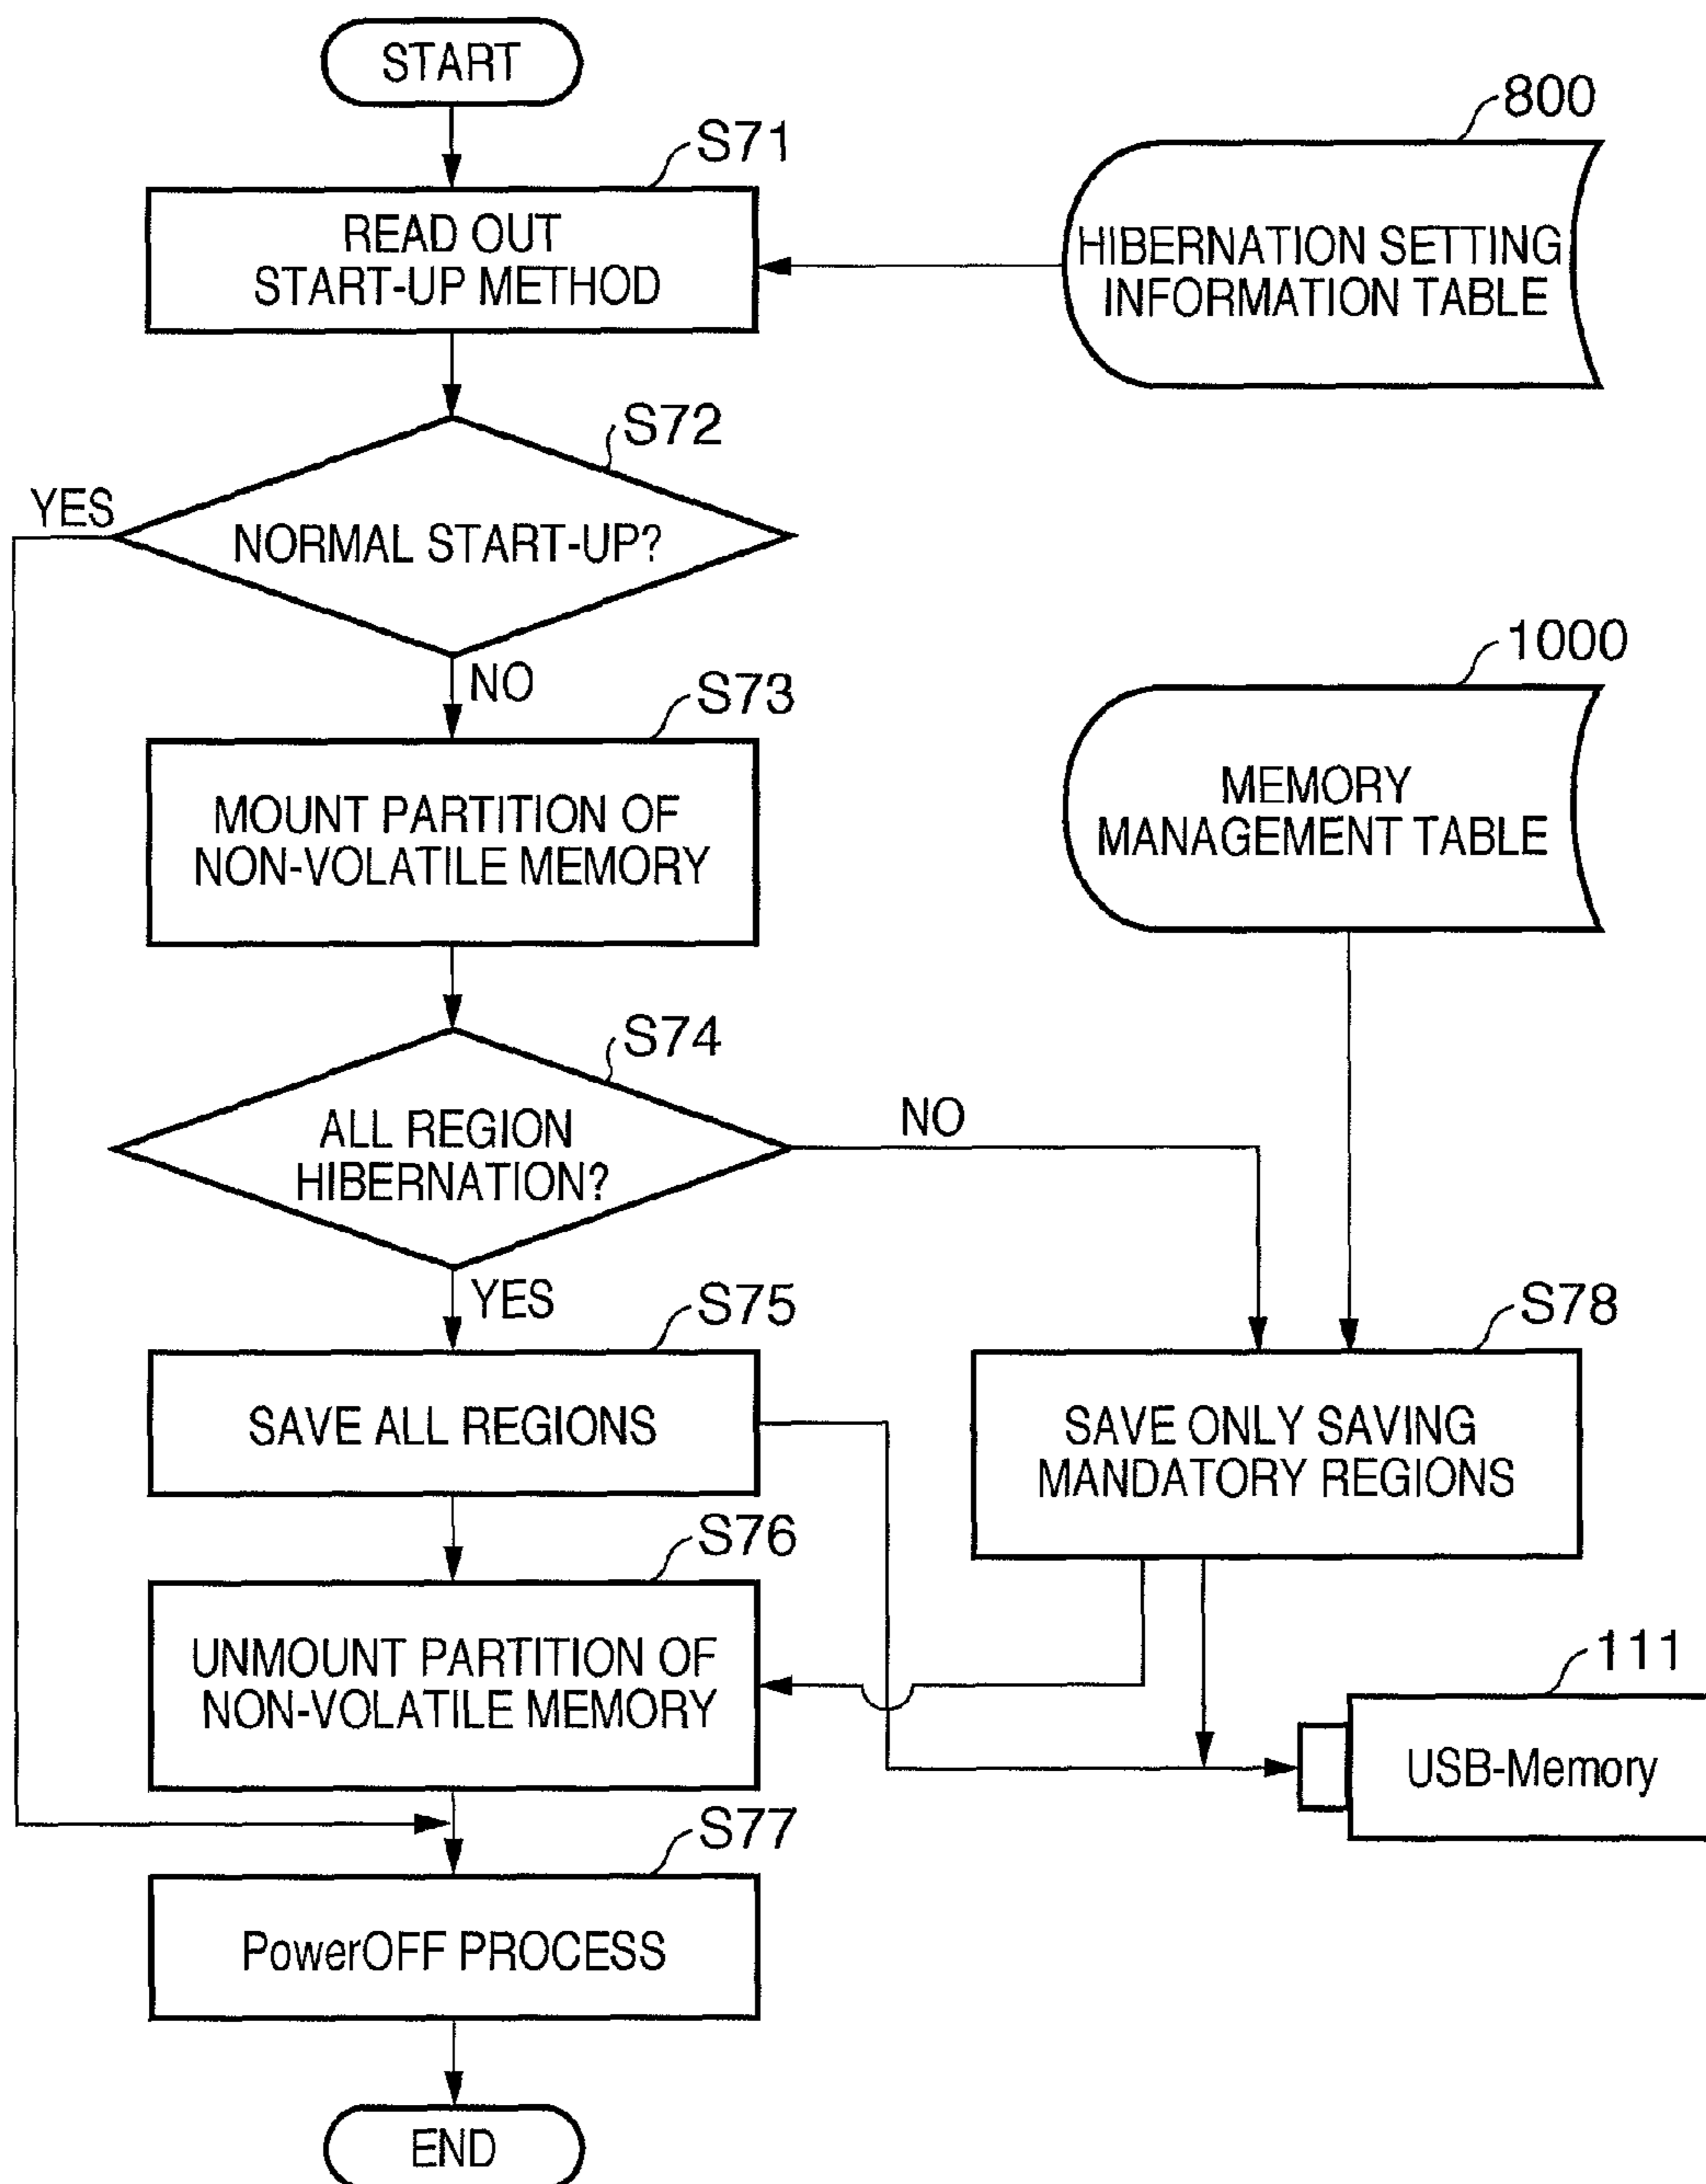 START
800
S71
READ OUT
START-UP METHOD
HIBERNATION SETTING
INFORMATION TABLE
S72
YES
NORMAL START-UP?
NO
1000
S73
MOUNT PARTITION OF
NON-VOLATILE MEMORY
MEMORY
MANAGEMENT TABLE
S74
ALL REGION
HIBERNATION?
NO
YES
S75
S78
SAVE ALL REGIONS
SAVE ONLY SAVING
MANDATORY REGIONS
S76
UNMOUNT PARTITION OF
NON-VOLATILE MEMORY
111
USB-Memory
S77
PowerOFF PROCESS
END